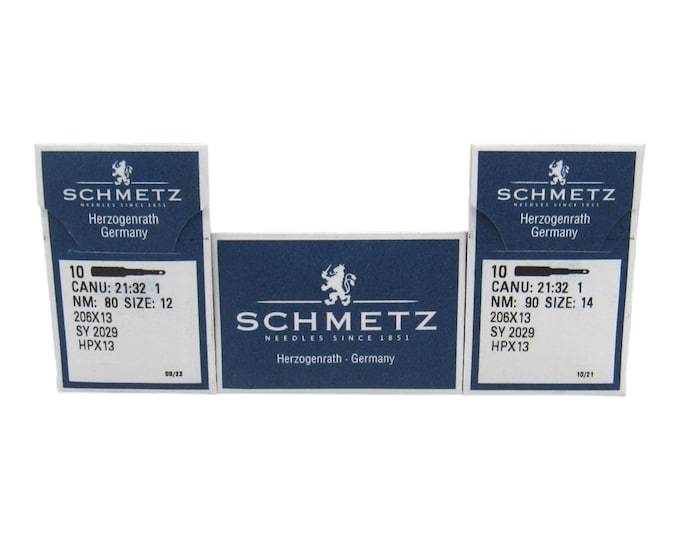 SCHMETZ
NEEDLES SINCE 1851
Herzogenrath
Germany
10
CANU: 21:32 1
NM: 80 SIZE: 12
206X13
SY 2029
HPX13
03/22
SCHMETZ
NEEDLES SINCE 1851
Herzogenrath · Germany
SCHMETZ
NEEDLES SINCE 1851
Herzogenrath
Germany
10
CANU: 21:32 1
NM: 90 SIZE: 14
206X13
SY 2029
HPX13
10/21